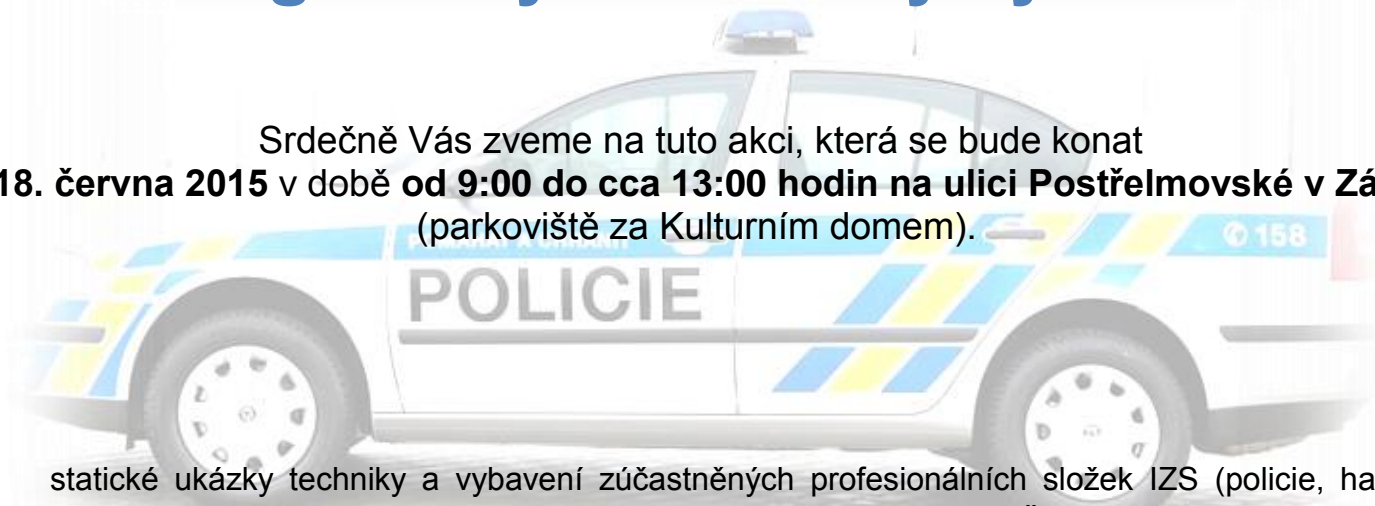 Srdečně Vás zveme na tuto akci, která se bude konat
18. června 2015 v době od 9:00 do cca 13:00 hodin na ulici Postřelmovské v Zá
(parkoviště za Kulturním domem).
158
POLICIE
statické ukázky techniky a vybavení zúčastněných profesionálních složek IZS (policie, ha